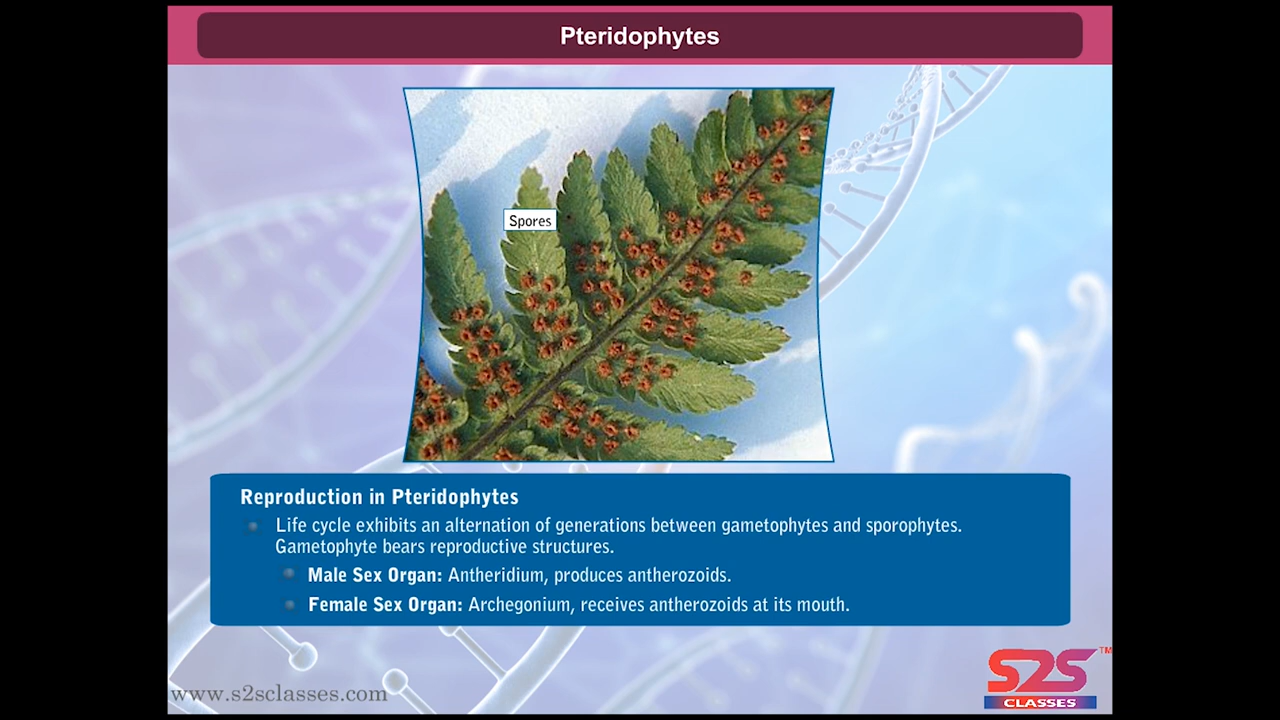 Pteridophytes
Spores
Reproduction in Pteridophytes
Life cycle exhibits an alternation of generations between gametophytes and sporophytes.
Gametophyte bears reproductive structures.
Male Sex Organ: Antheridium, produces antherozoids.
Female Sex Organ: Archegonium, receives antherozoids at its mouth.
www.s2sclasses.com
S2S TM
CLASSES